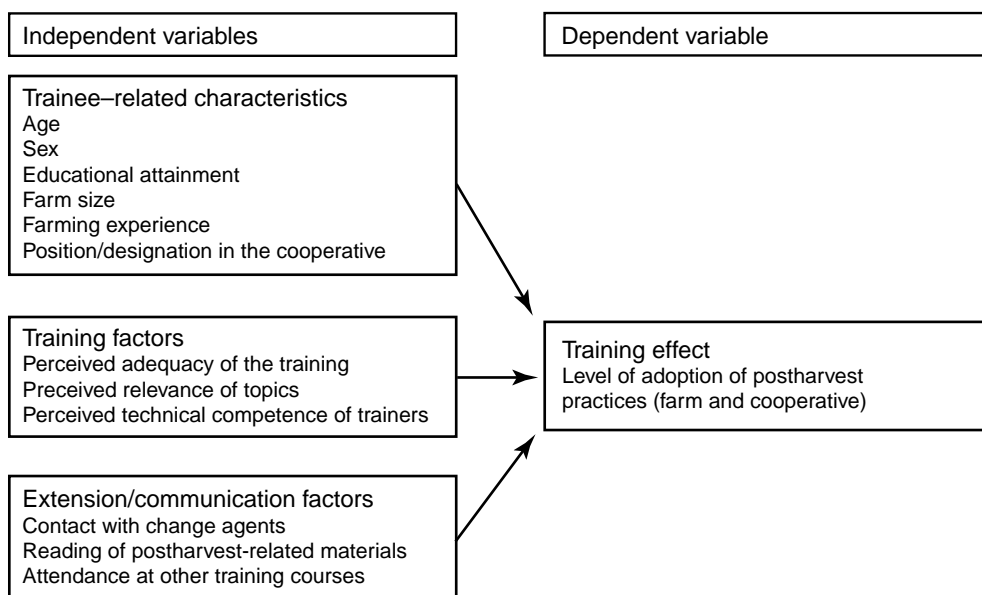 Independent variables
Dependent variable
Trainee–related characteristics
Age
Sex
Educational attainment
Farm size
Farming experience
Position/designation in the cooperative
Training factors
Perceived adequacy of the training
Preceived relevance of topics
Perceived technical competence of trainers
Training effect
Level of adoption of postharvest
practices (farm and cooperative)
Extension/communication factors
Contact with change agents
Reading of postharvest-related materials
Attendance at other training courses